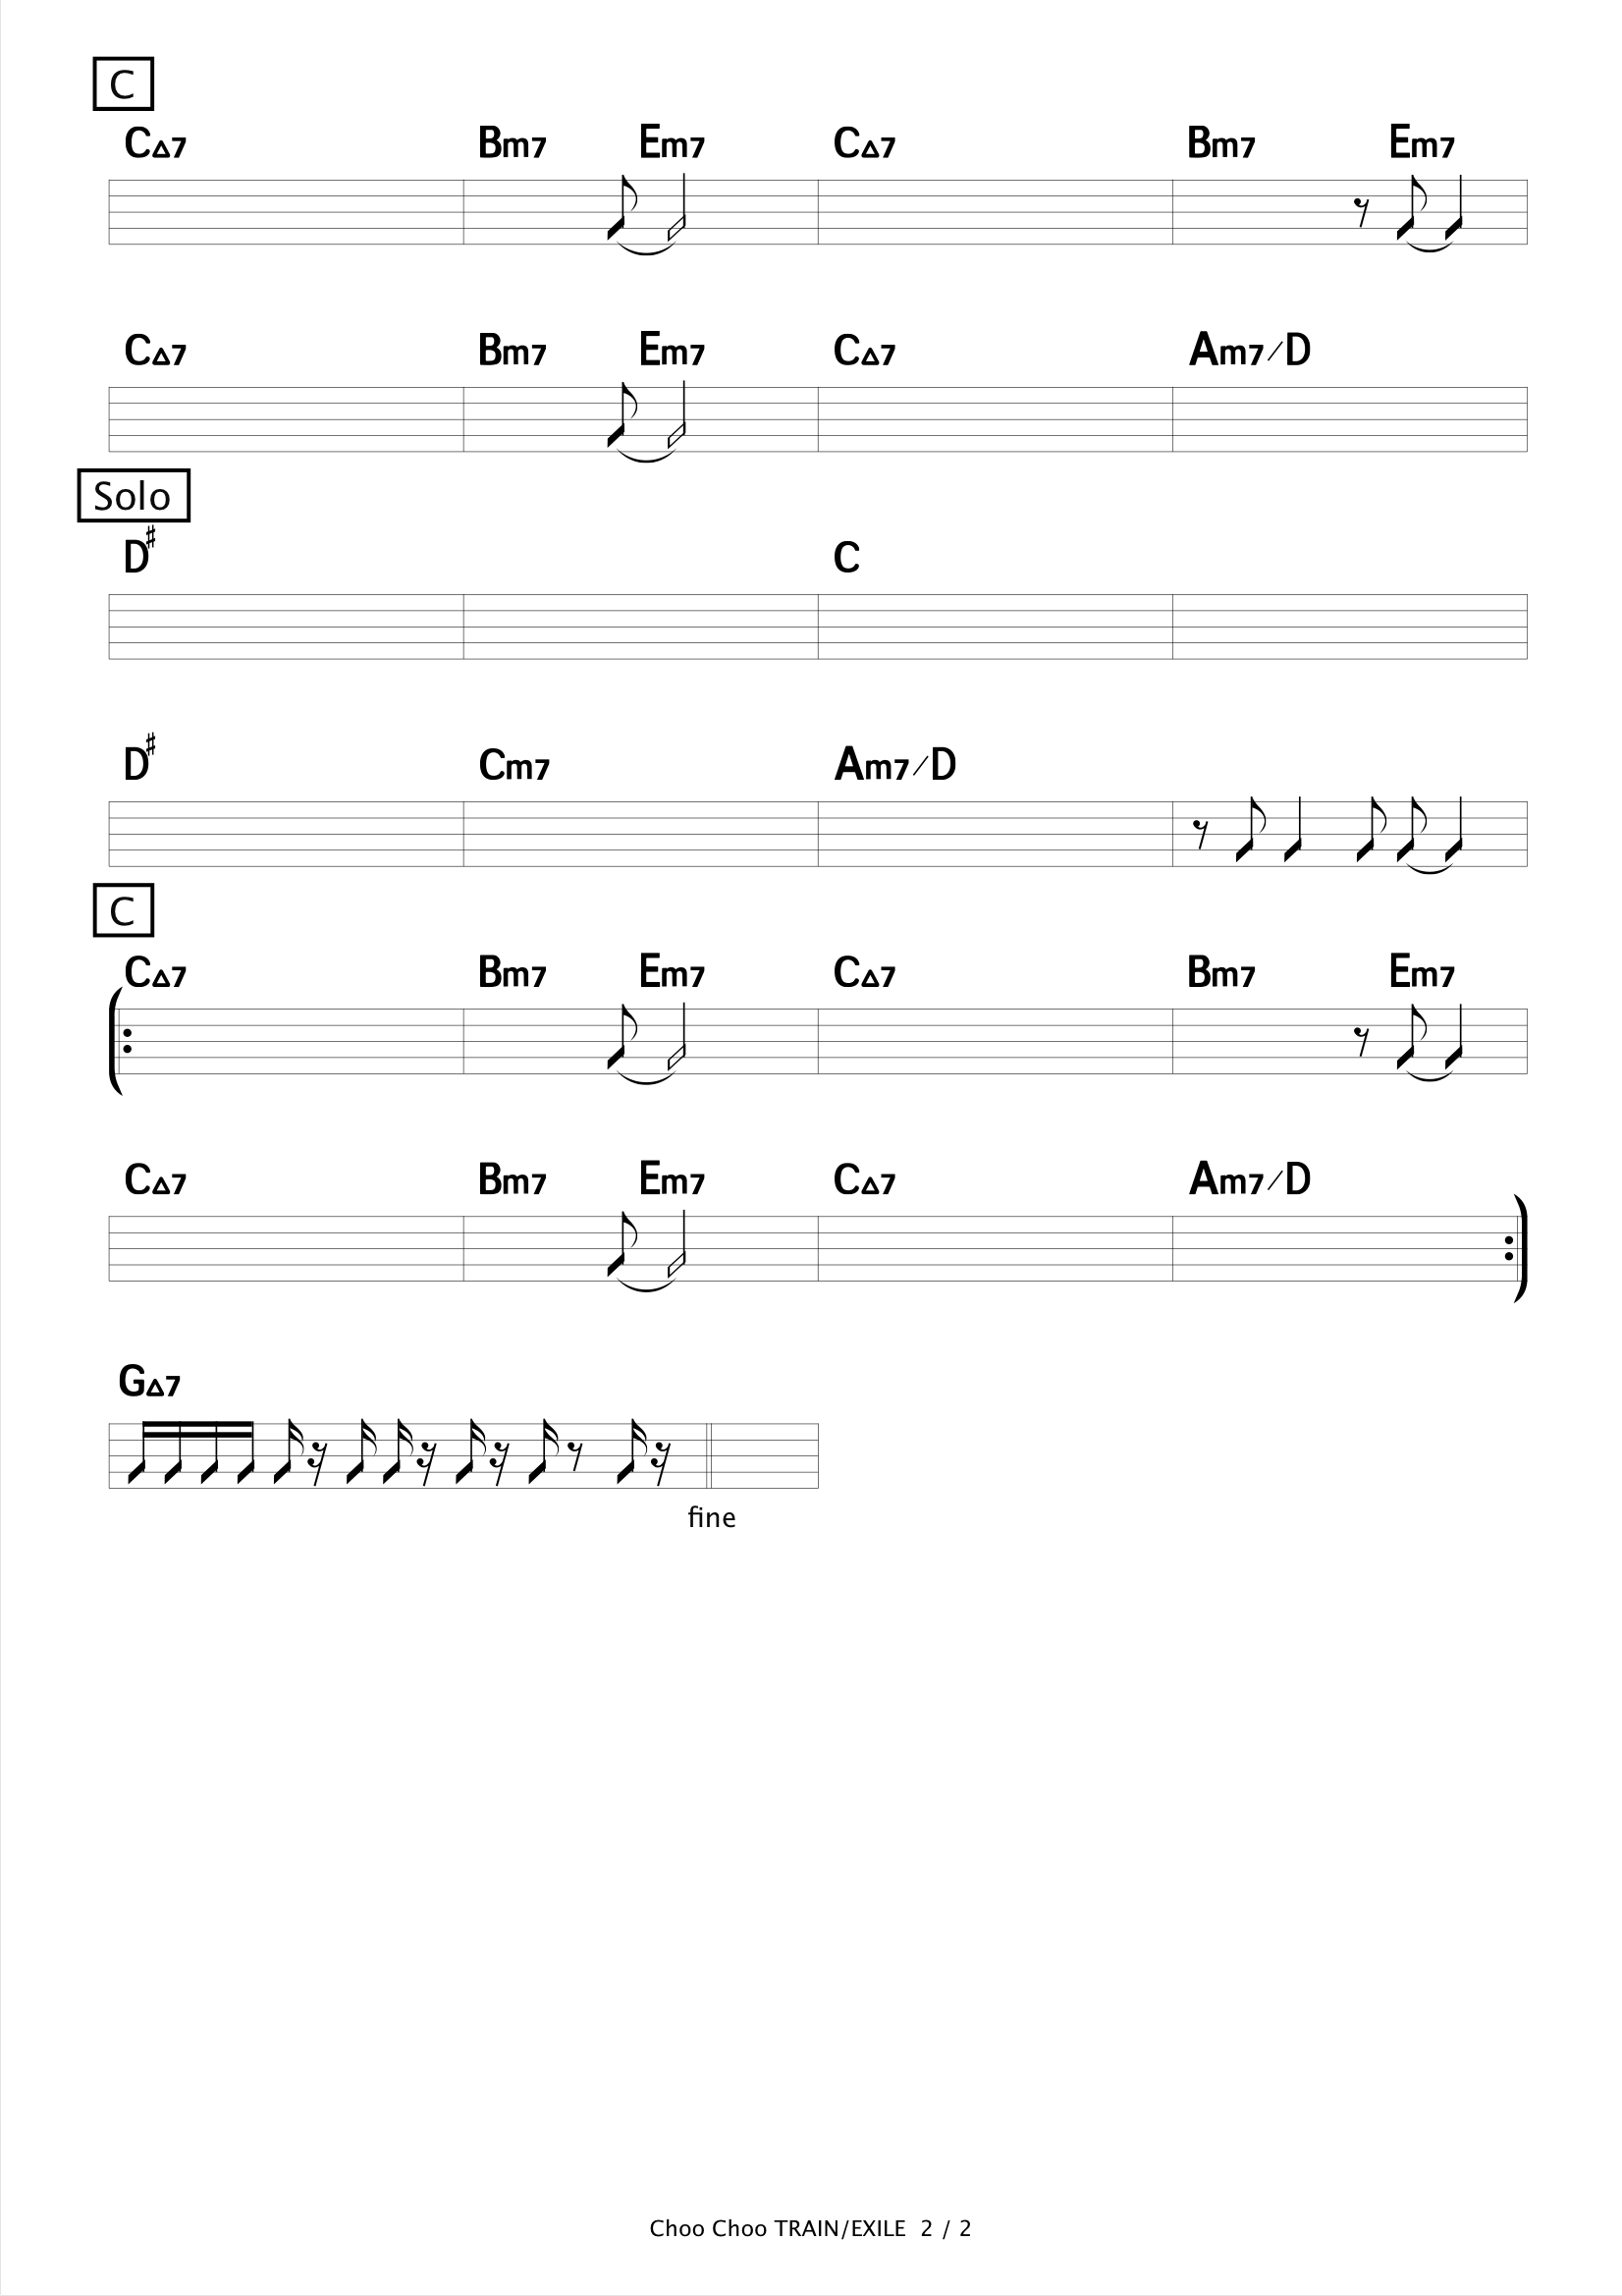 C
C△7 Bm7 Em7 C△7 Bm7 Em7
C△7 Bm7 Em7 C△7 Am7/D
Solo
D♯ C
D♯ Cm7 Am7/D
C
C△7 Bm7 Em7 C△7 Bm7 Em7
C△7 Bm7 Em7 C△7 Am7/D
G△7
fine
Choo Choo TRAIN/EXILE 2 / 2